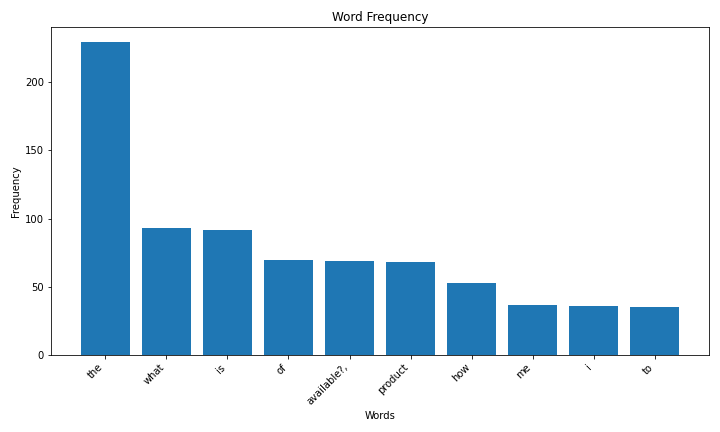 Word Frequency
Frequency
200
150
100
50
0
the
what
is
of
available?,
product
how
me
i
to
Words